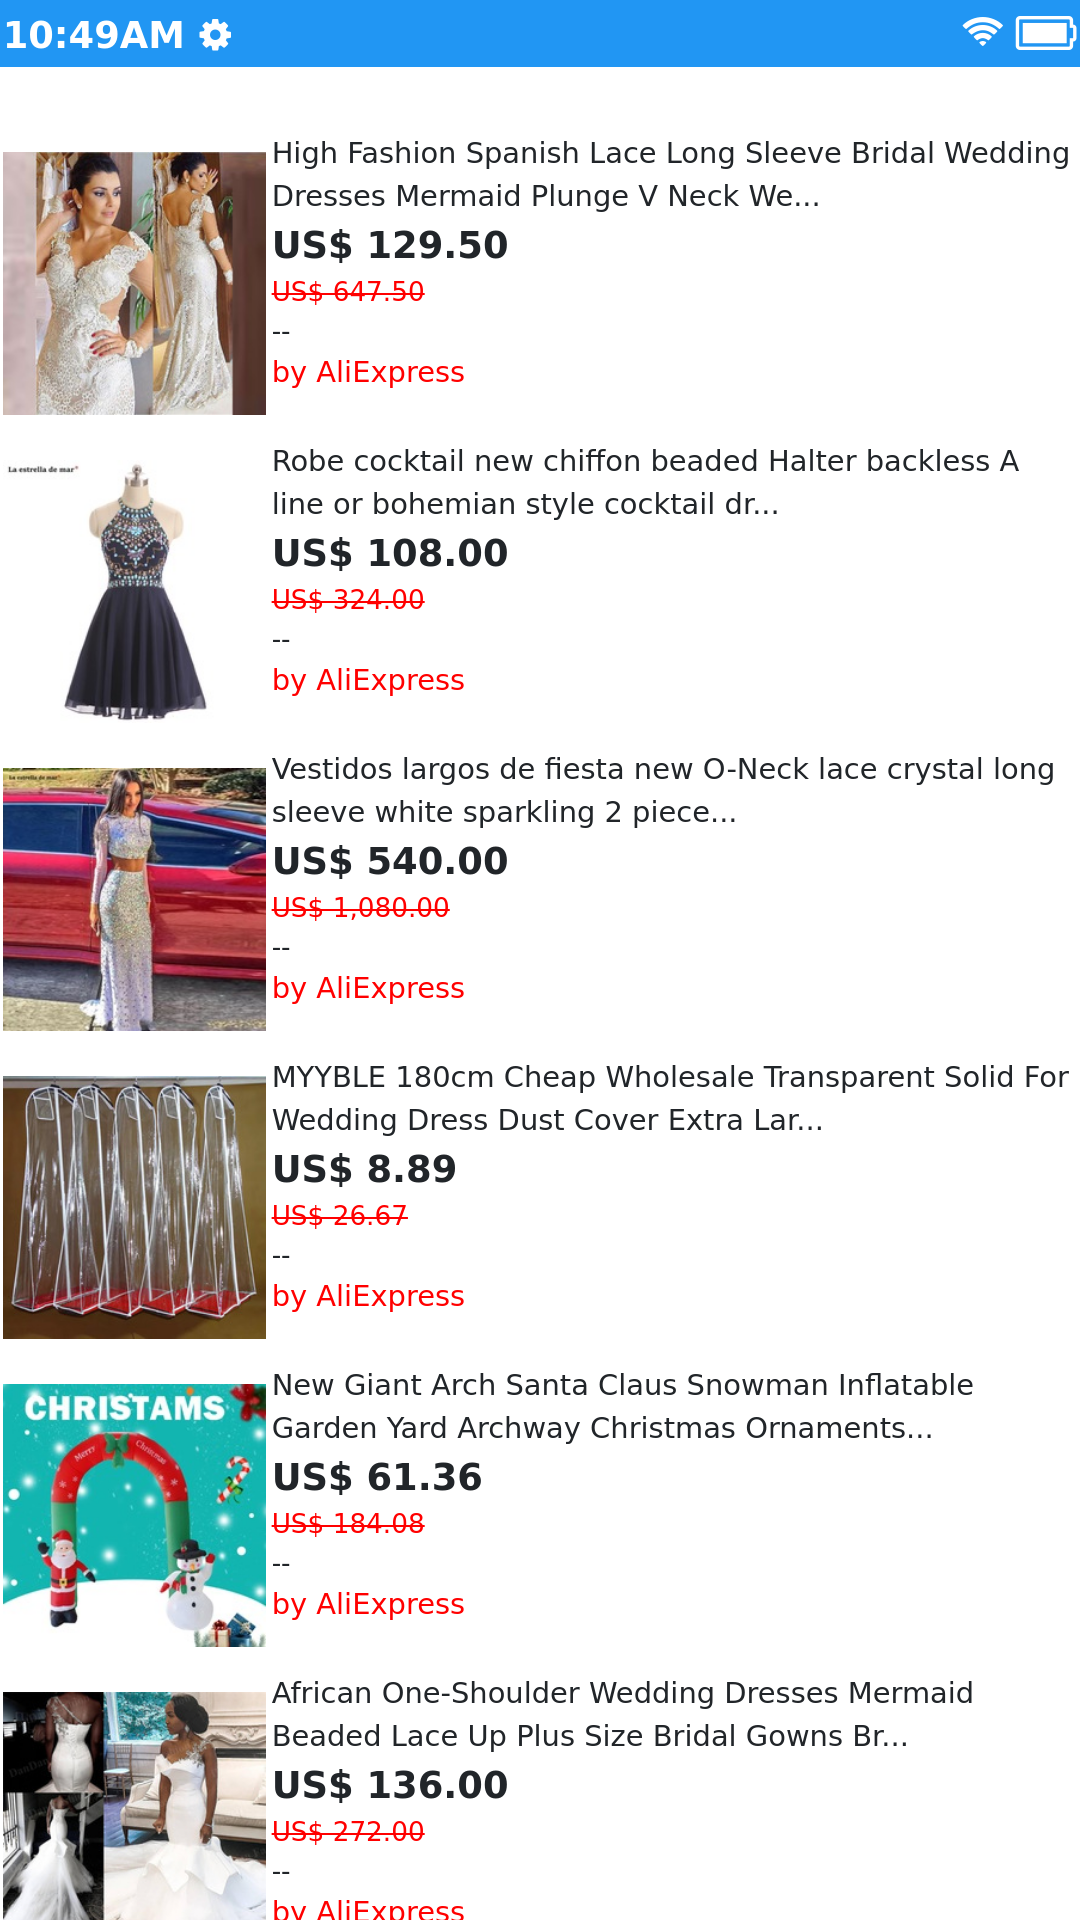 10:49AM
High Fashion Spanish Lace Long Sleeve Bridal Wedding
Dresses Mermaid Plunge V Neck We...
US$ 129.50
US$ 647.50
--
by AliExpress
La estrella de mar*
Robe cocktail new chiffon beaded Halter backless A
line or bohemian style cocktail dr...
US$ 108.00
US$ 324.00
--
by AliExpress
La estrella de mar*
Vestidos largos de fiesta new O-Neck lace crystal long
sleeve white sparkling 2 piece...
US$ 540.00
US$ 1,080.00
--
by AliExpress
MYYBLE 180cm Cheap Wholesale Transparent Solid For
Wedding Dress Dust Cover Extra Lar...
US$ 8.89
US$ 26.67
--
by AliExpress
CHRISTAMS
Merry Christmas
New Giant Arch Santa Claus Snowman Inflatable
Garden Yard Archway Christmas Ornaments...
US$ 61.36
US$ 184.08
--
by AliExpress
African One-Shoulder Wedding Dresses Mermaid
Beaded Lace Up Plus Size Bridal Gowns Br...
US$ 136.00
US$ 272.00
--
by AliExpress